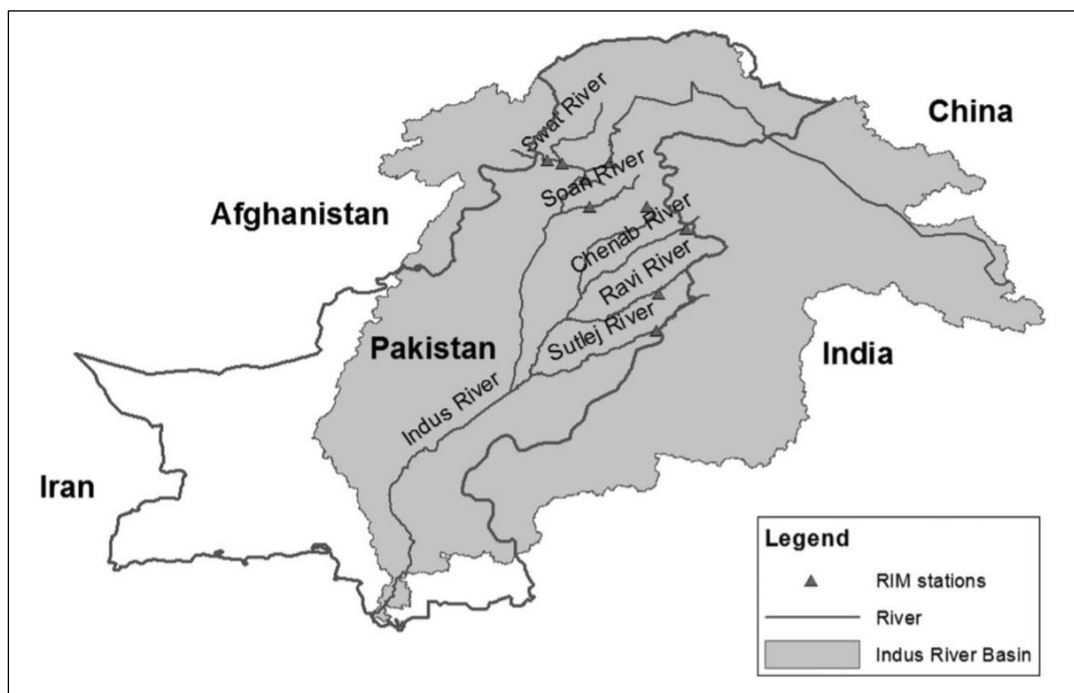 China
Swat River
Soan River
Afghanistan
Chenab River
Ravi River
Sutlej River
Pakistan
India
Indus River
Iran
Legend
RIM stations
River
Indus River Basin